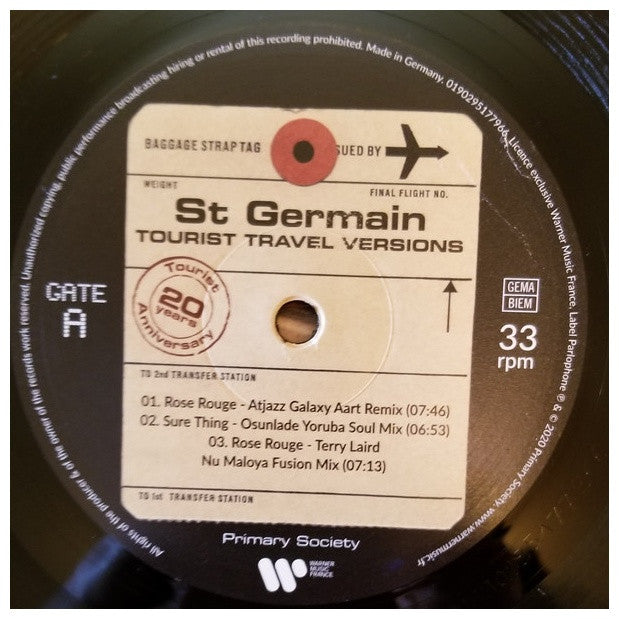 All rights of the producer & of the owner of the records work reserved. Unauthorized copying, public performance broadcasting hiring or rental of this recording prohibited. Made in Germany. 0190295177966. Licence exclusive Warner Music France, Label Parlophone ℗ & © 2020 Primary Society. www.warnermusic.fr
BAGGAGE STRAP TAG
SUED BY
WEIGHT
FINAL FLIGHT NO.
St Germain
TOURIST TRAVEL VERSIONS
GATE
A
Tourist
20
years
Anniversary
GEMA
BIEM
33
rpm
TO 2nd TRANSFER STATION
01. Rose Rouge - Atjazz Galaxy Aart Remix (07:46)
02. Sure Thing - Osunlade Yoruba Soul Mix (06:53)
03. Rose Rouge - Terry Laird
Nu Maloya Fusion Mix (07:13)
TO 1st TRANSFER STATION
Primary Society
WARNER
MUSIC
FRANCE